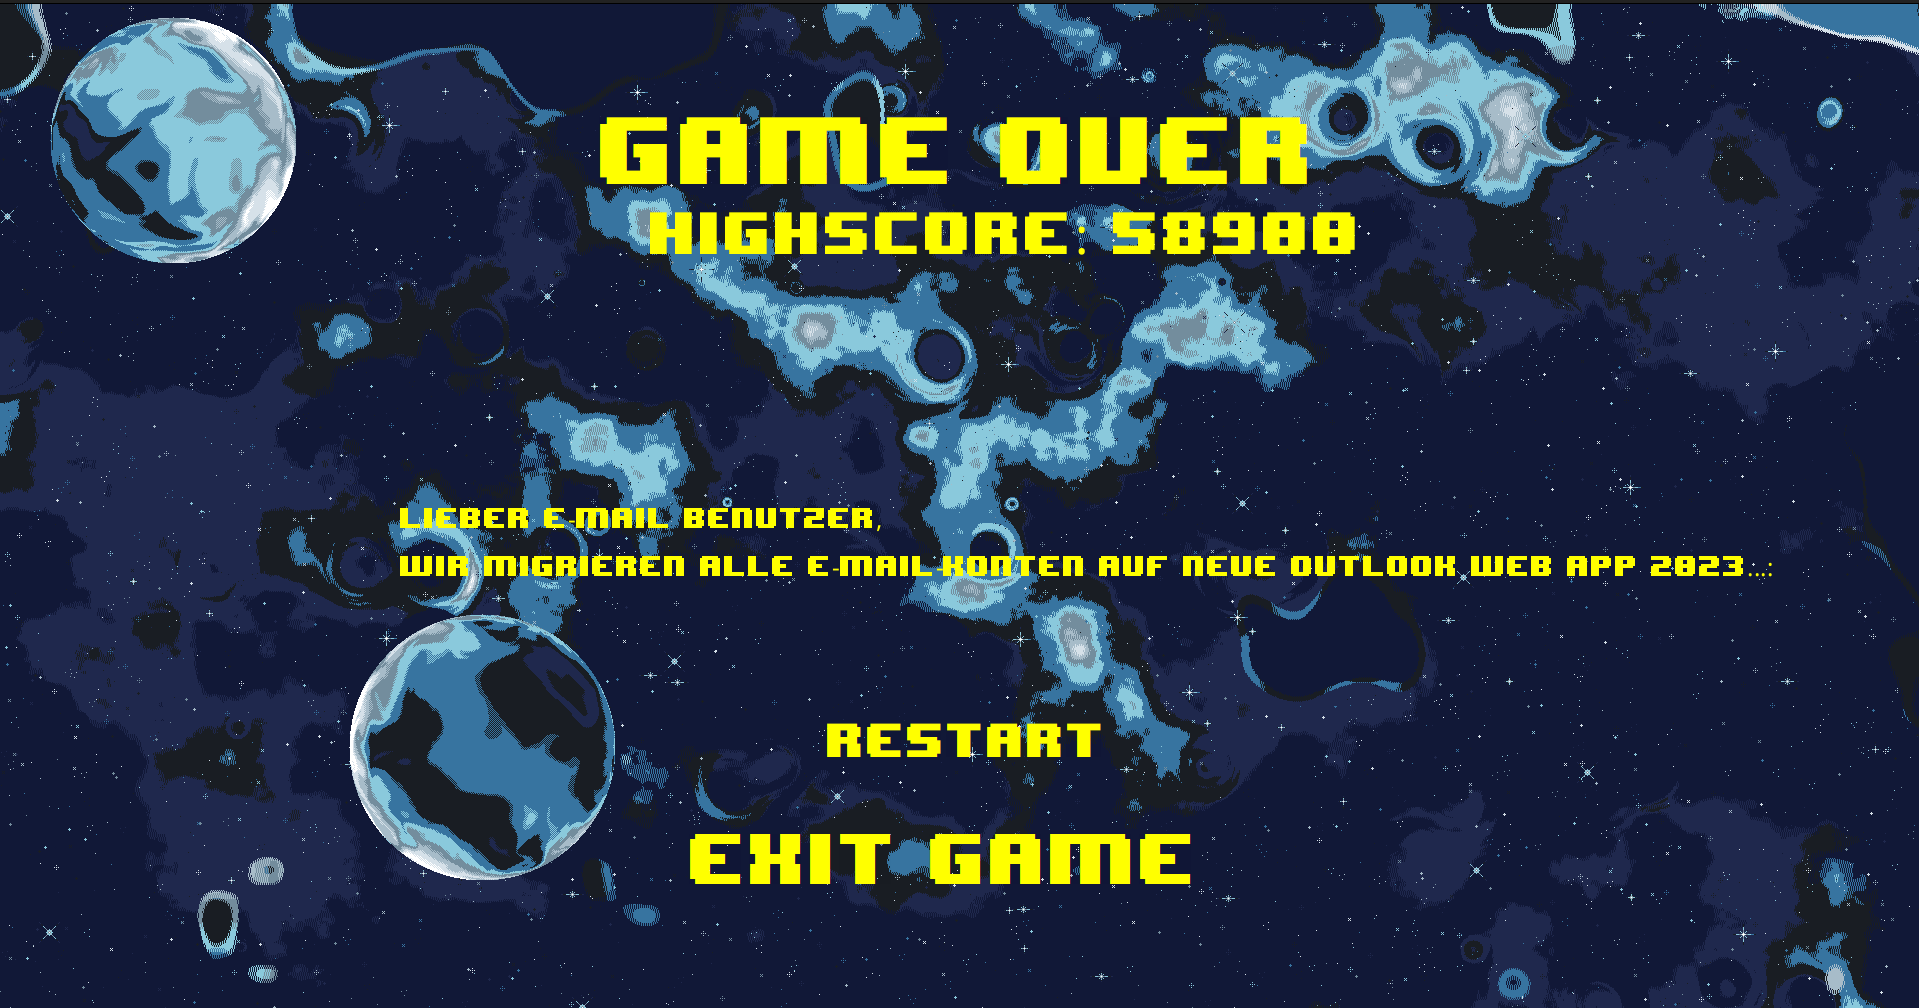 GAME OVER
HIGHSCORE: 58900
LIEBER E-MAIL BENUTZER,
WIR MIGRIEREN ALLE E-MAIL-KONTEN AUF NEUE OUTLOOK WEB APP 2023...:
RESTART
EXIT GAME